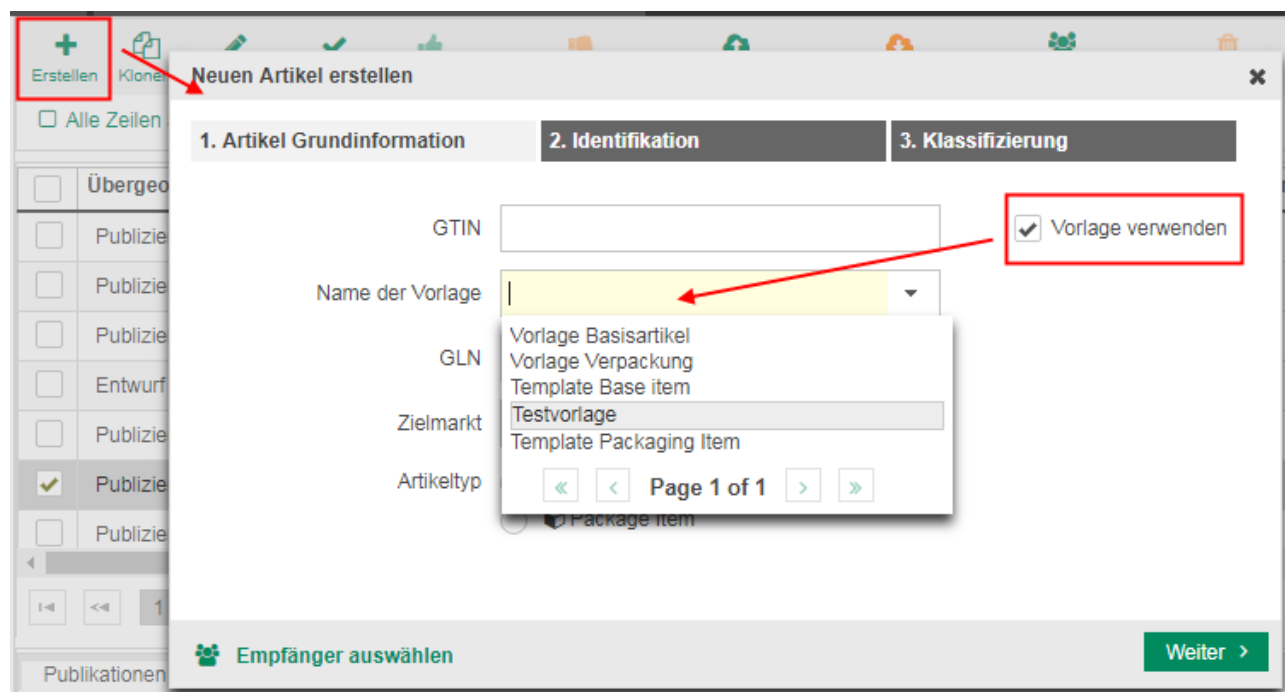 Erstellen
Klone
Neuen Artikel erstellen
Alle Zeilen
1. Artikel Grundinformation
2. Identifikation
3. Klassifizierung
Übergeo
Publizie
Publizie
Publizie
Entwurf
Publizie
Publizie
Publizie
GTIN
Vorlage verwenden
Name der Vorlage
Vorlage Basisartikel
Vorlage Verpackung
Template Base item
Testvorlage
Template Packaging Item
Page 1 of 1
GLN
Zielmarkt
Artikeltyp
Package Item
1
Empfänger auswählen
Weiter
Publikationen